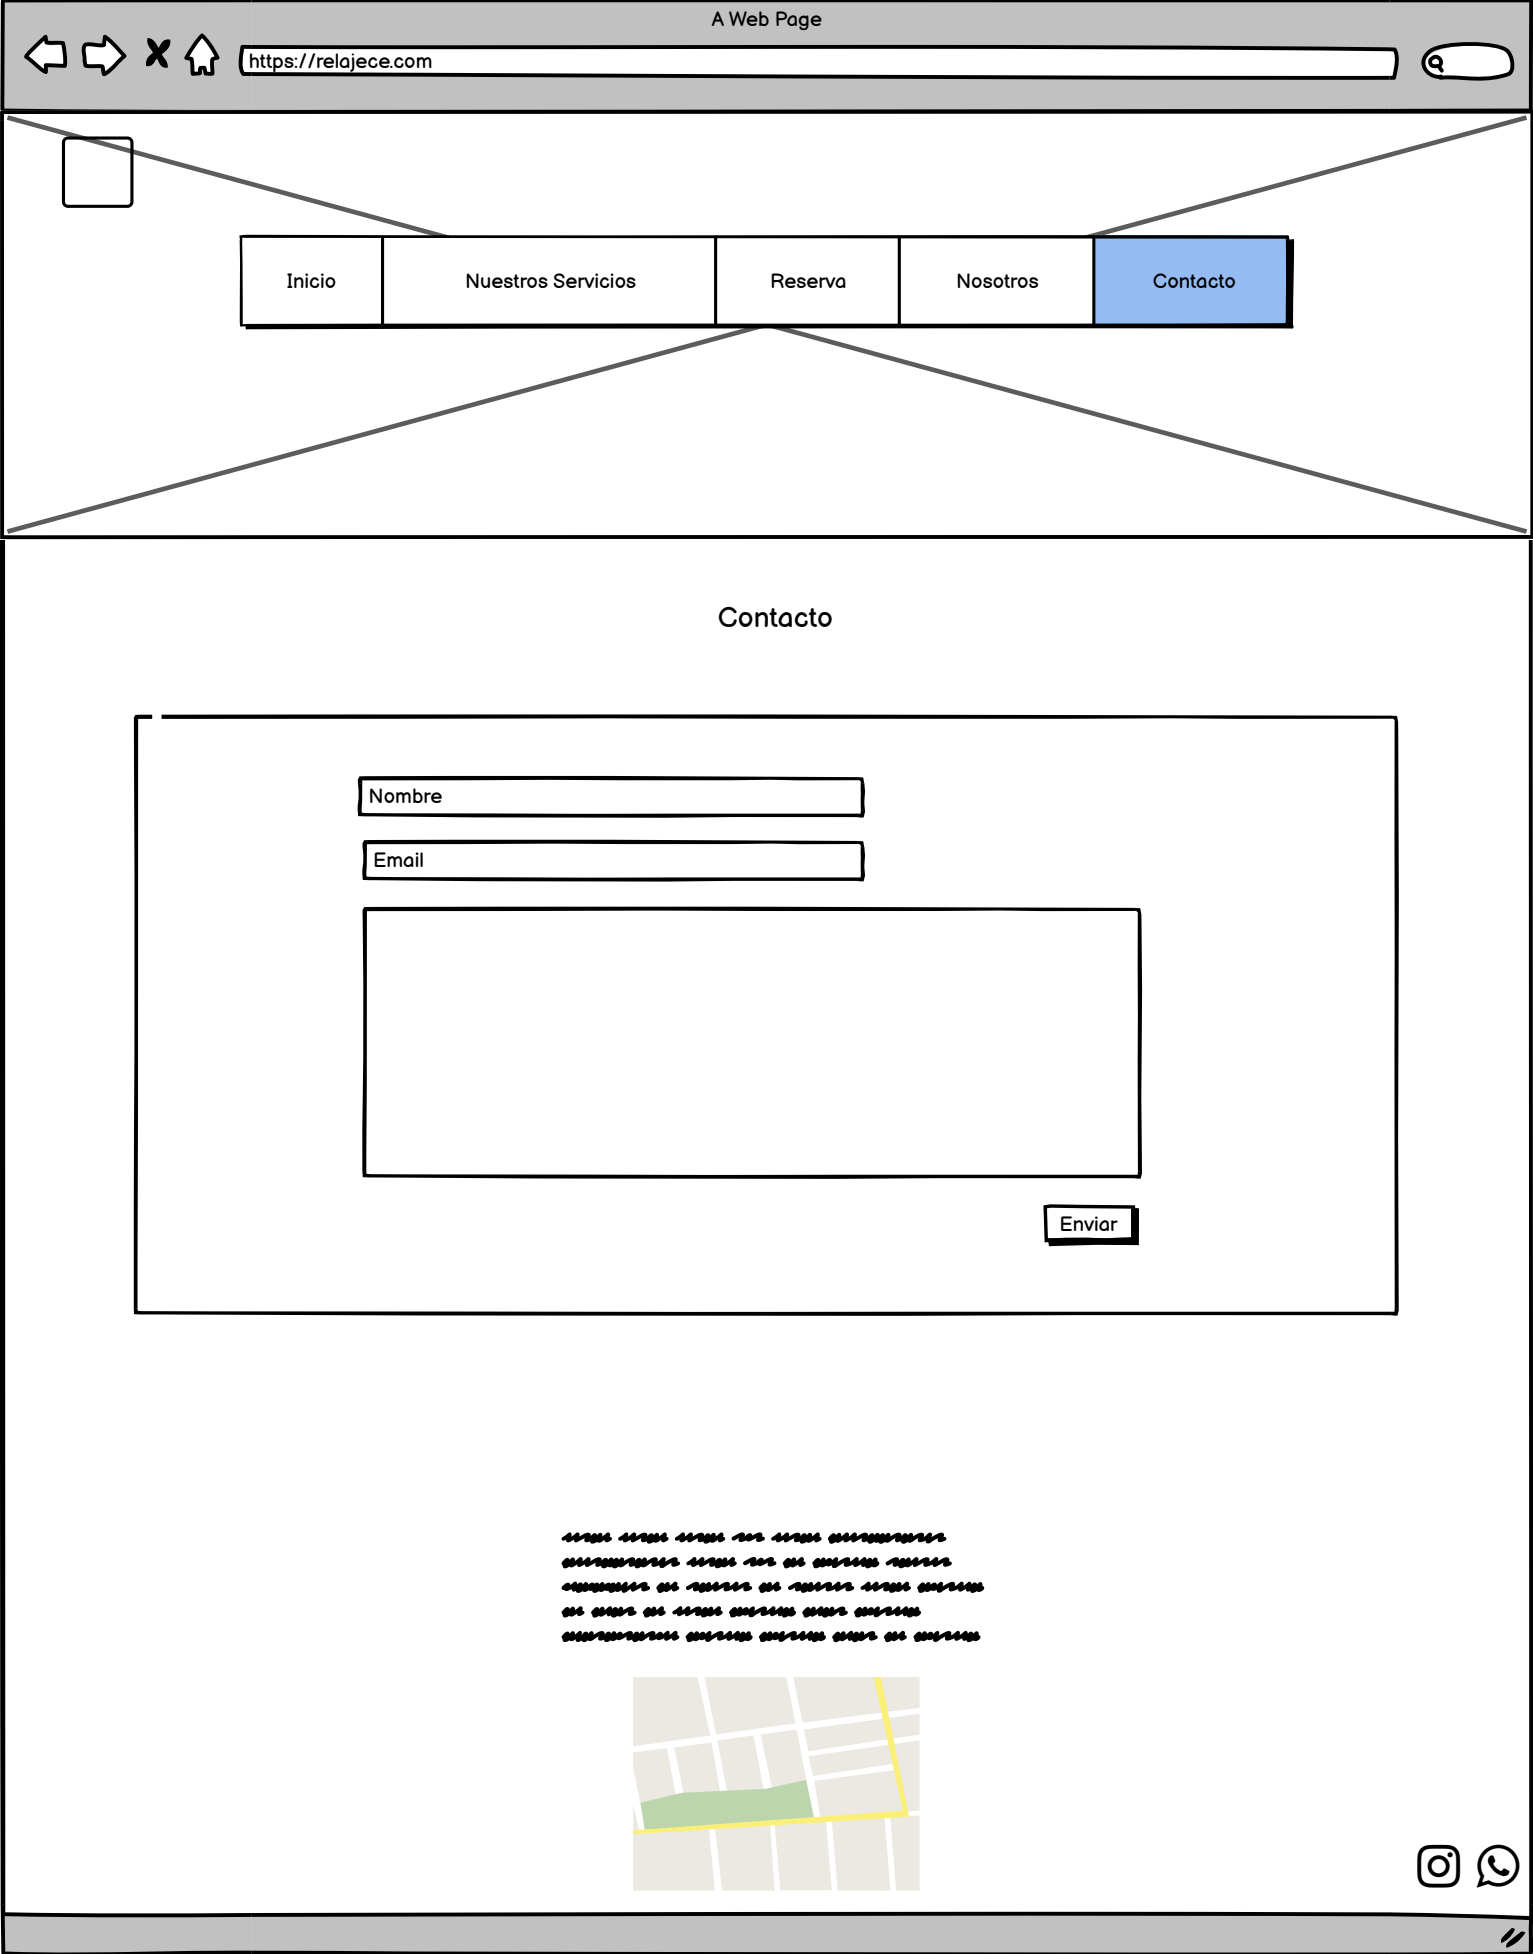 A Web Page
https://relajece.com
Inicio
Nuestros Servicios
Reserva
Nosotros
Contacto
Contacto
Nombre
Email
Enviar